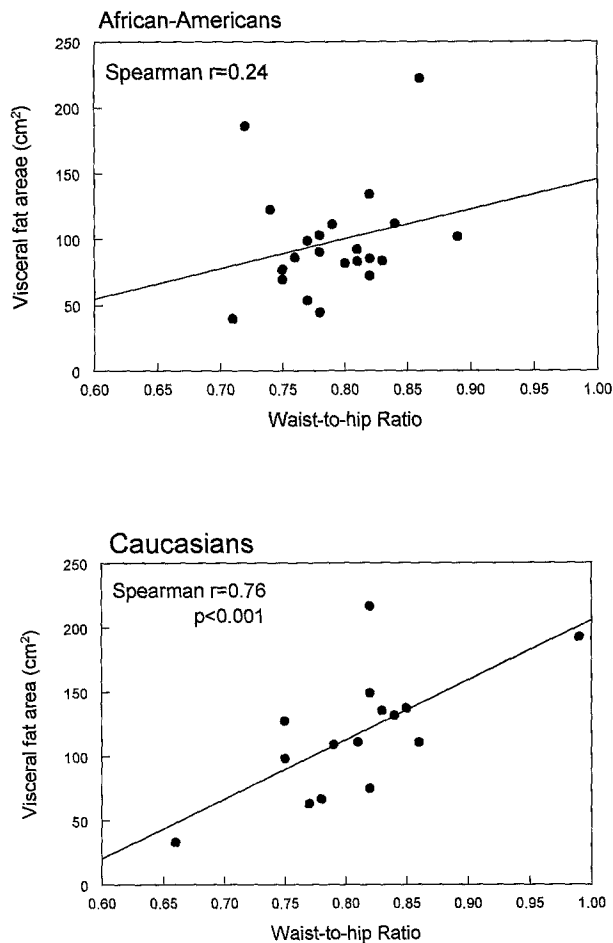 African-Americans
250
Spearman r=0.24
200
150
100
50
0
Visceral fat areae (cm²)
0.60 0.65 0.70 0.75 0.80 0.85 0.90 0.95 1.00
Waist-to-hip Ratio
Caucasians
250
Spearman r=0.76
p<0.001
200
150
100
50
0
Visceral fat area (cm²)
0.60 0.65 0.70 0.75 0.80 0.85 0.90 0.95 1.00
Waist-to-hip Ratio